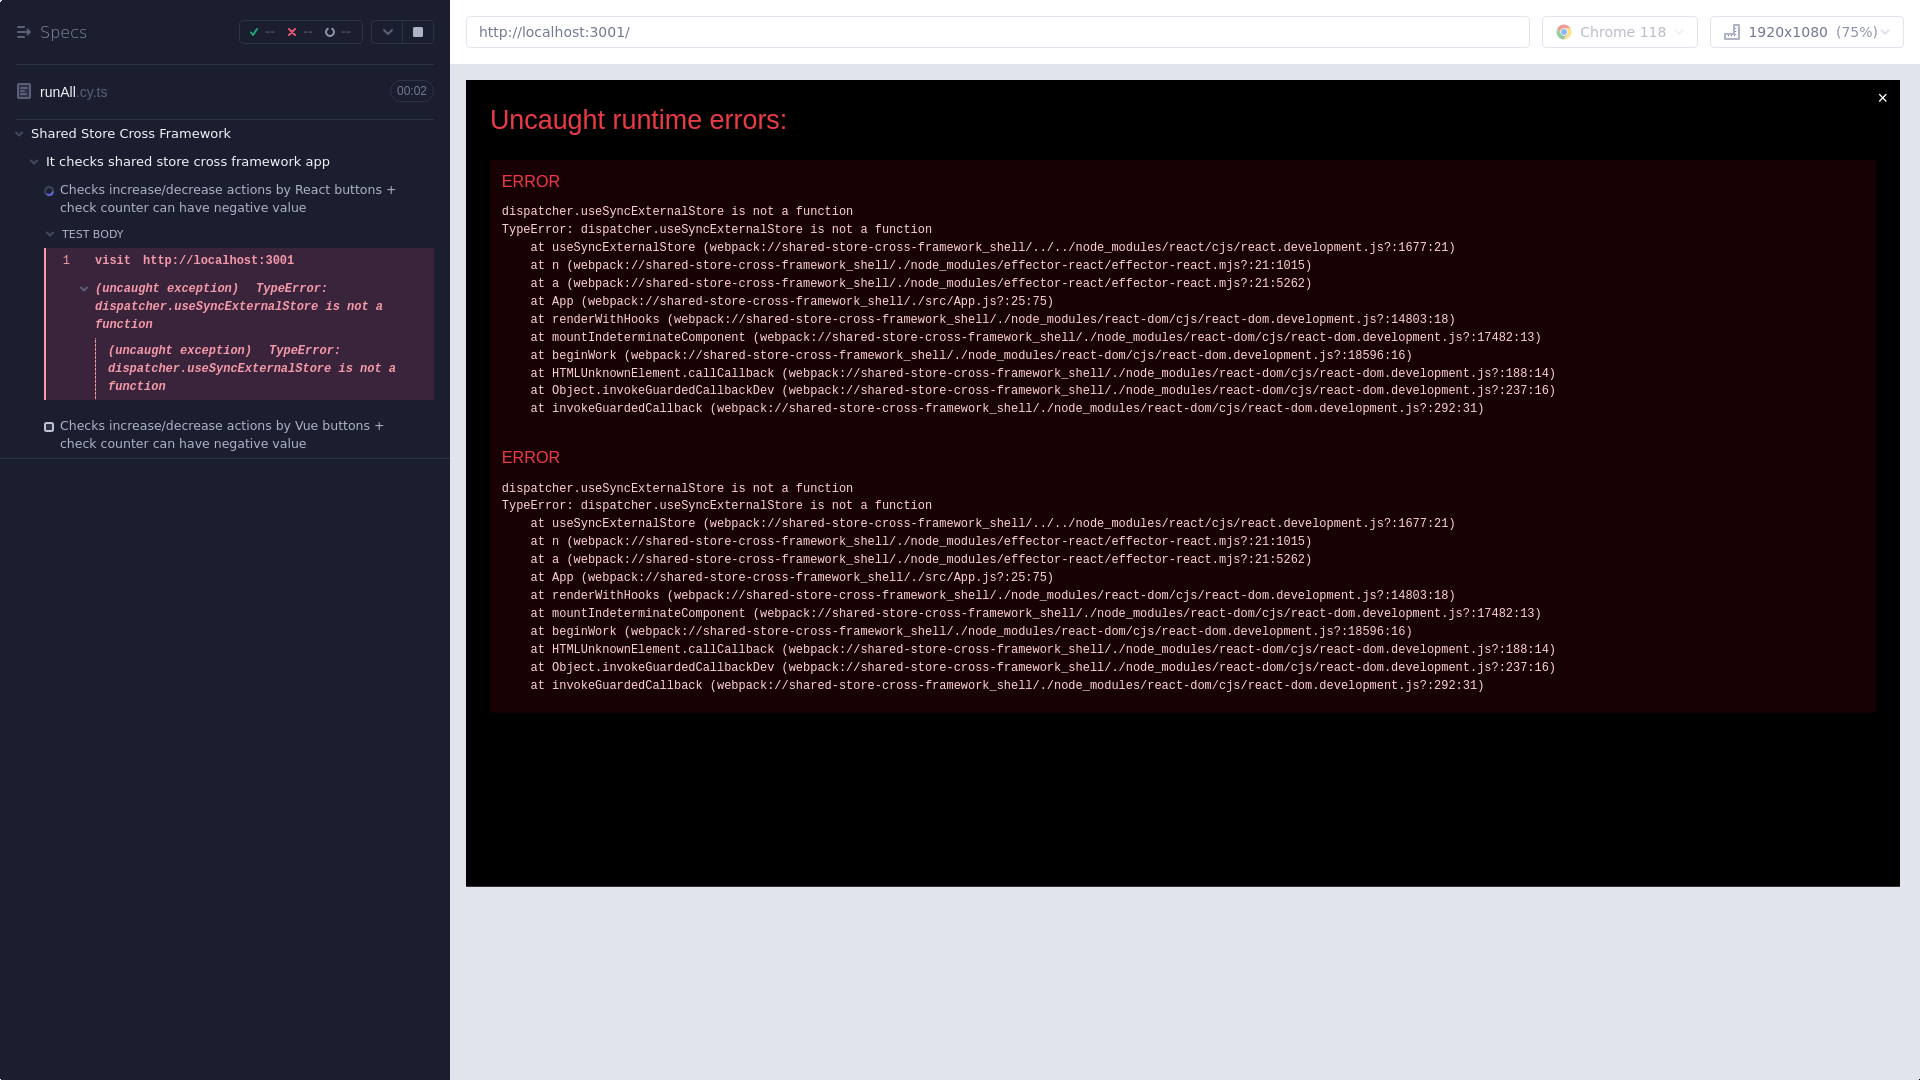 Specs
-- -- --
runAll.cy.ts 00:02
Shared Store Cross Framework
It checks shared store cross framework app
Checks increase/decrease actions by React buttons +
check counter can have negative value
TEST BODY
1 visit http://localhost:3001
(uncaught exception) TypeError:
dispatcher.useSyncExternalStore is not a
function
(uncaught exception) TypeError:
dispatcher.useSyncExternalStore is not a
function
Checks increase/decrease actions by Vue buttons +
check counter can have negative value
http://localhost:3001/
Chrome 118
1920x1080 (75%)
×
Uncaught runtime errors:
ERROR
dispatcher.useSyncExternalStore is not a function
TypeError: dispatcher.useSyncExternalStore is not a function
at useSyncExternalStore (webpack://shared-store-cross-framework_shell/../../node_modules/react/cjs/react.development.js?:1677:21)
at n (webpack://shared-store-cross-framework_shell/./node_modules/effector-react/effector-react.mjs?:21:1015)
at a (webpack://shared-store-cross-framework_shell/./node_modules/effector-react/effector-react.mjs?:21:5262)
at App (webpack://shared-store-cross-framework_shell/./src/App.js?:25:75)
at renderWithHooks (webpack://shared-store-cross-framework_shell/./node_modules/react-dom/cjs/react-dom.development.js?:14803:18)
at mountIndeterminateComponent (webpack://shared-store-cross-framework_shell/./node_modules/react-dom/cjs/react-dom.development.js?:17482:13)
at beginWork (webpack://shared-store-cross-framework_shell/./node_modules/react-dom/cjs/react-dom.development.js?:18596:16)
at HTMLUnknownElement.callCallback (webpack://shared-store-cross-framework_shell/./node_modules/react-dom/cjs/react-dom.development.js?:188:14)
at Object.invokeGuardedCallbackDev (webpack://shared-store-cross-framework_shell/./node_modules/react-dom/cjs/react-dom.development.js?:237:16)
at invokeGuardedCallback (webpack://shared-store-cross-framework_shell/./node_modules/react-dom/cjs/react-dom.development.js?:292:31)
ERROR
dispatcher.useSyncExternalStore is not a function
TypeError: dispatcher.useSyncExternalStore is not a function
at useSyncExternalStore (webpack://shared-store-cross-framework_shell/../../node_modules/react/cjs/react.development.js?:1677:21)
at n (webpack://shared-store-cross-framework_shell/./node_modules/effector-react/effector-react.mjs?:21:1015)
at a (webpack://shared-store-cross-framework_shell/./node_modules/effector-react/effector-react.mjs?:21:5262)
at App (webpack://shared-store-cross-framework_shell/./src/App.js?:25:75)
at renderWithHooks (webpack://shared-store-cross-framework_shell/./node_modules/react-dom/cjs/react-dom.development.js?:14803:18)
at mountIndeterminateComponent (webpack://shared-store-cross-framework_shell/./node_modules/react-dom/cjs/react-dom.development.js?:17482:13)
at beginWork (webpack://shared-store-cross-framework_shell/./node_modules/react-dom/cjs/react-dom.development.js?:18596:16)
at HTMLUnknownElement.callCallback (webpack://shared-store-cross-framework_shell/./node_modules/react-dom/cjs/react-dom.development.js?:188:14)
at Object.invokeGuardedCallbackDev (webpack://shared-store-cross-framework_shell/./node_modules/react-dom/cjs/react-dom.development.js?:237:16)
at invokeGuardedCallback (webpack://shared-store-cross-framework_shell/./node_modules/react-dom/cjs/react-dom.development.js?:292:31)